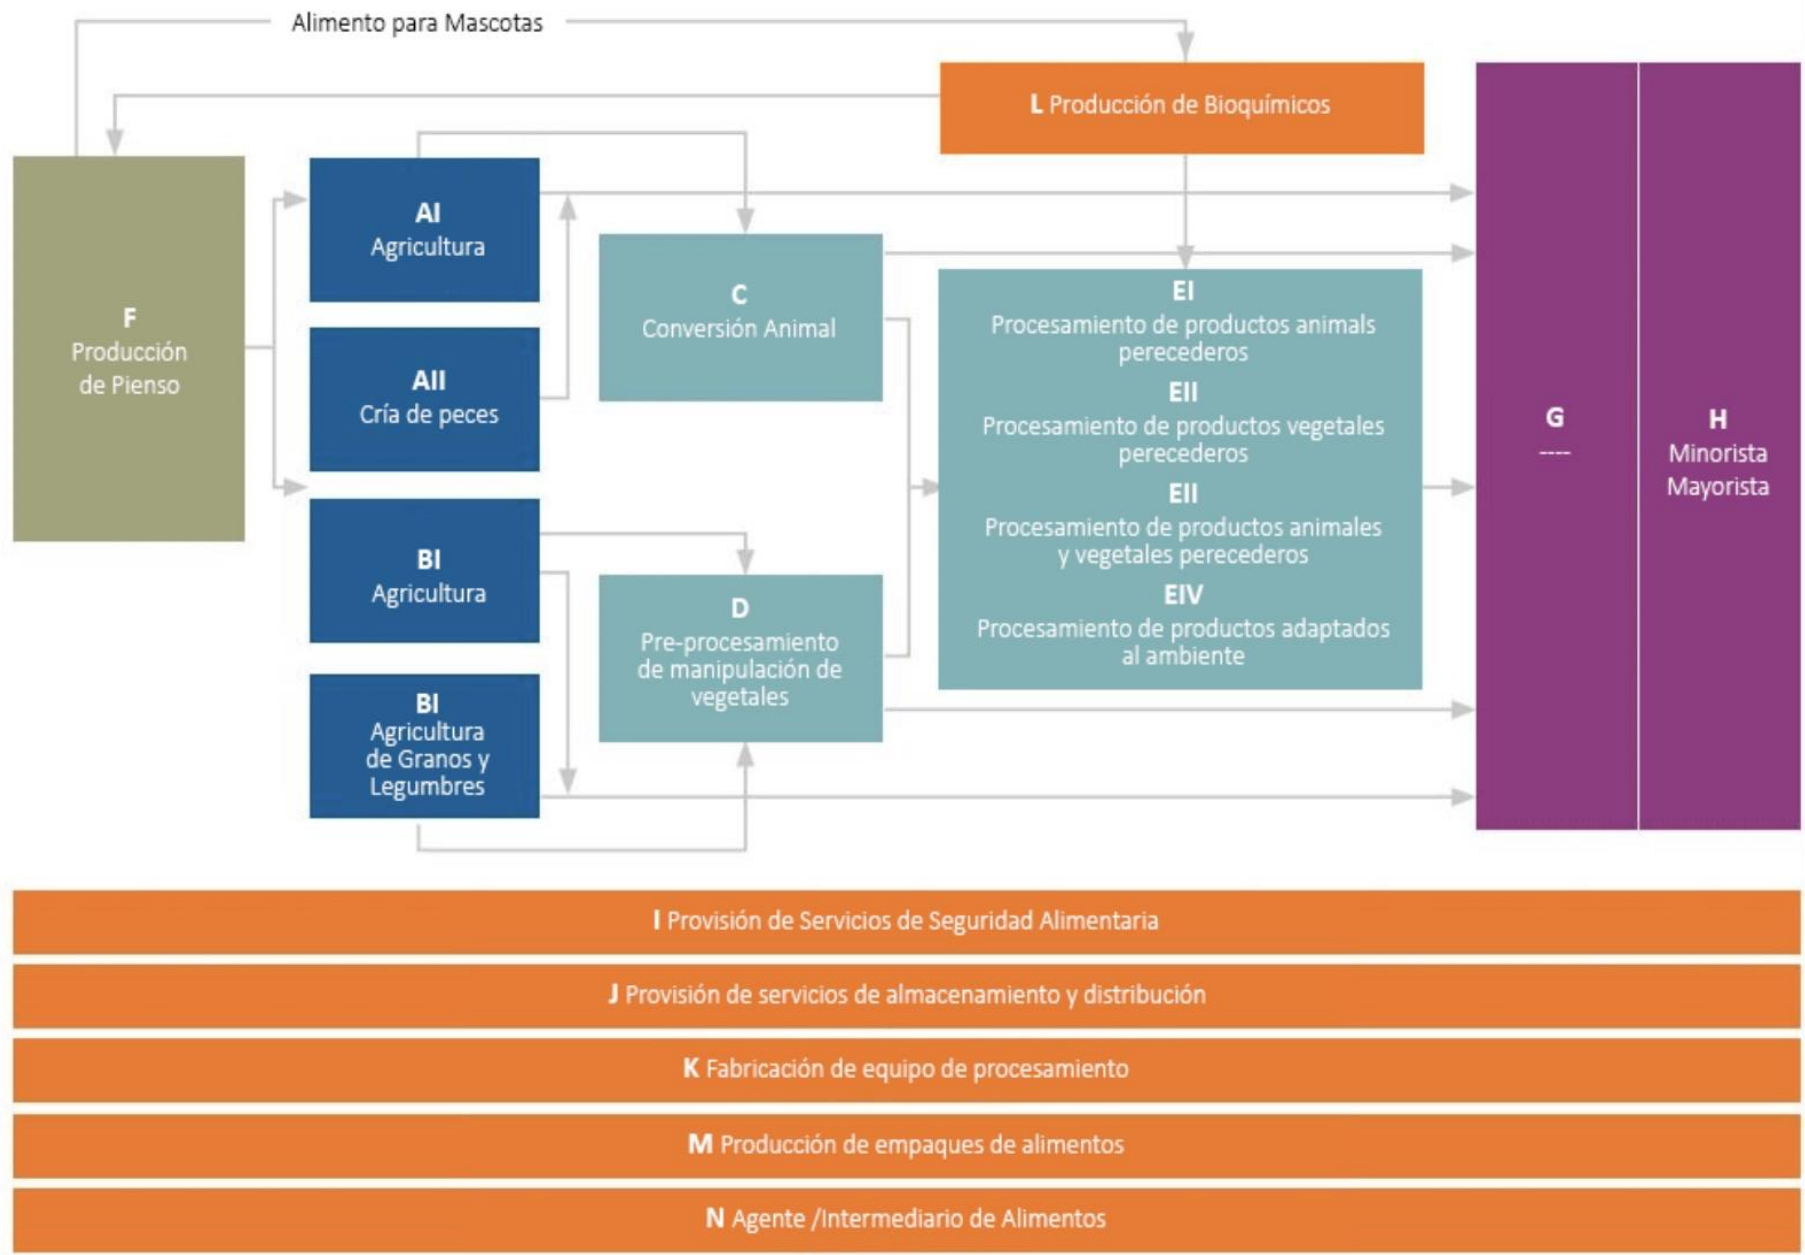 Alimento para Mascotas
L Producción de Bioquímicos
F
Producción
de Pienso
AI
Agricultura
AII
Cría de peces
BI
Agricultura
BI
Agricultura
de Granos y
Legumbres
C
Conversión Animal
D
Pre-procesamiento
de manipulación de
vegetales
EI
Procesamiento de productos animals
perecederos
EII
Procesamiento de productos vegetales
perecederos
EII
Procesamiento de productos animales
y vegetales perecederos
EIV
Procesamiento de productos adaptados
al ambiente
G
----
H
Minorista
Mayorista
I Provisión de Servicios de Seguridad Alimentaria
J Provisión de servicios de almacenamiento y distribución
K Fabricación de equipo de procesamiento
M Producción de empaques de alimentos
N Agente /Intermediario de Alimentos